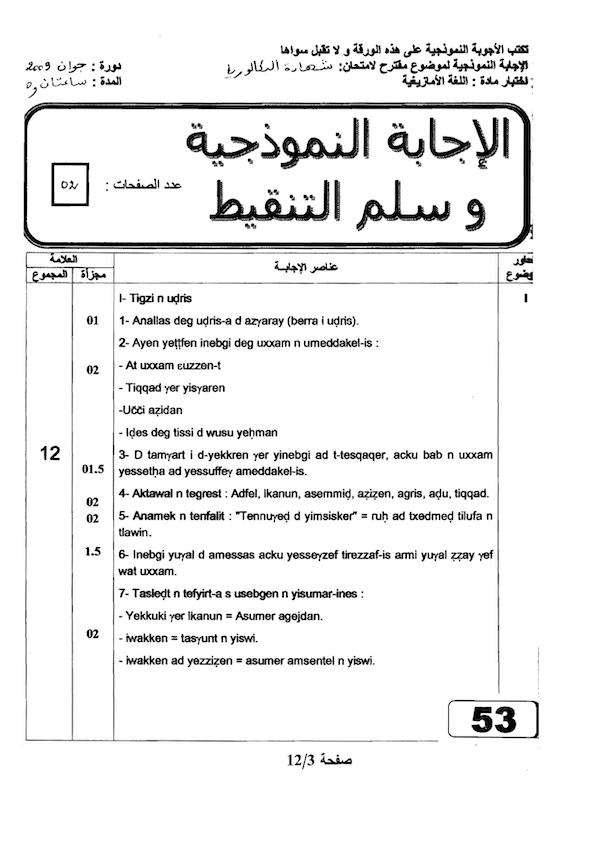 تكتب الأجوبة النموذجية على هذه الورقة و لا تقبل سواها
الإجابة النموذجية لموضوع مقترح لامتحان: شهادة البكالوريا دورة : جوان 2009
اختبار مادة : اللغة الأمازيغية المدة : ساعتان و
الإجابة النموذجية
و سلم التنقيط
عدد الصفحات : 02
العلامة
المجموع مجزأة عناصر الإجابة
I
I- Tigzi n uḍris
01 1- Anallas deg uḍris-a d azɣaray (berra i uḍris).
2- Ayen yeṭṭfen inebgi deg uxxam n umeddakel-is :
02 - At uxxam ɛuzzen-t
- Tiqqad ɣer yisɣaren
-Učči aẓidan
- Iḍes deg tissi d wusu yeḥman
12 3- D tamɣart i d-yekkren ɣer yinebgi ad t-tesqaqer, acku bab n uxxam
01.5 yessetḥa ad yessuffeɣ ameddakel-is.
02 4- Aktawal n tegrest : Adfel, lkanun, asemmiḍ, aẓiẓen, agris, aḍu, tiqqad.
02 5- Anamek n tenfalit : "Tennuɣeḍ d yimsisker" = ruḥ ad txedmeḍ tilufa n
tlawin.
1.5 6- Inebgi yuɣal d amessas acku yesseɣzef tirezzaf-is armi yuɣal ẓẓay ɣef
wat uxxam.
7- Tasleḍt n tefyirt-a s usebgen n yisumar-ines :
- Yekkuki ɣer lkanun = Asumer agejdan.
02 - iwakken = tasɣunt n yiswi.
- iwakken ad yezziẓen = asumer amsentel n yiswi.
53
صفحة 12/3